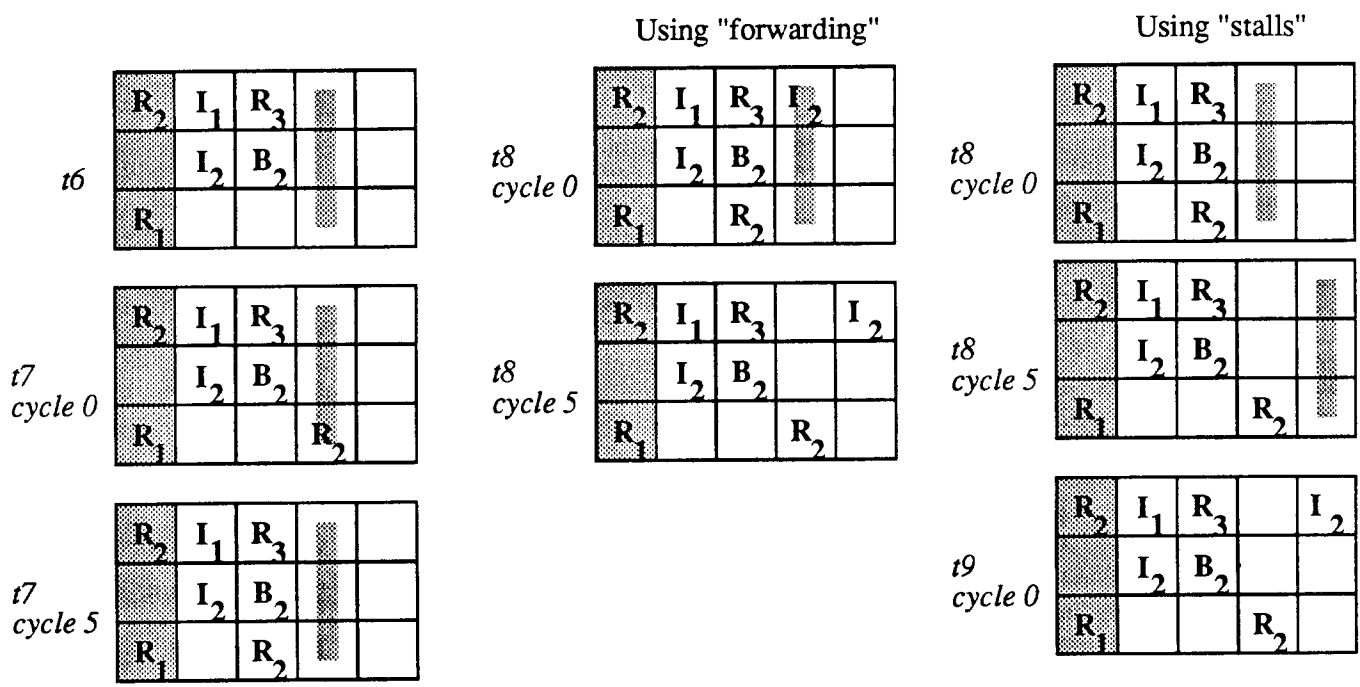 Using "forwarding"
Using "stalls"
t6
R2 I1 R3
I2 B2
R1
t7
cycle 0
R2 I1 R3
I2 B2
R1 R2
t7
cycle 5
R2 I1 R3
I2 B2
R1 R2
t8
cycle 0
R2 I1 R3 I2
I2 B2
R1 R2
t8
cycle 5
R2 I1 R3 I2
I2 B2
R1 R2
t8
cycle 0
R2 I1 R3
I2 B2
R1 R2
t8
cycle 5
R2 I1 R3
I2 B2
R1 R2
t9
cycle 0
R2 I1 R3 I2
I2 B2
R1 R2